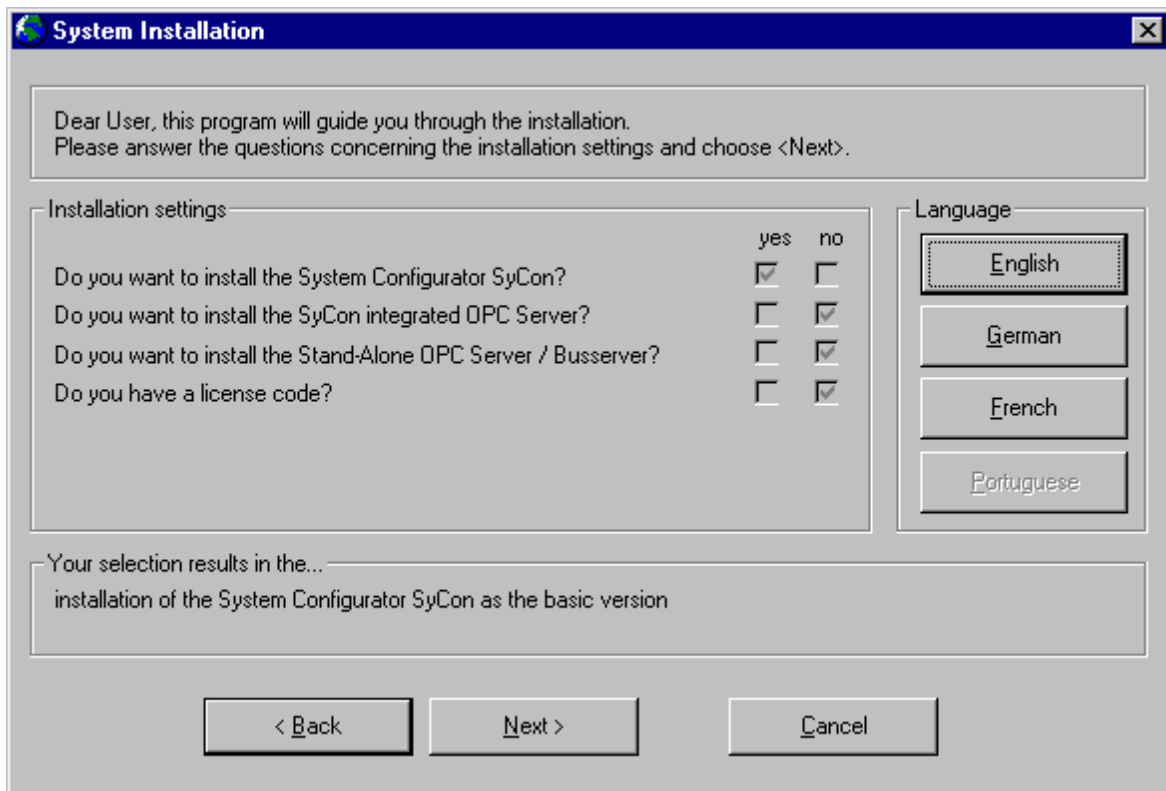 System Installation
Dear User, this program will guide you through the installation.
Please answer the questions concerning the installation settings and choose <Next>.
Installation settings
yes no
Do you want to install the System Configurator SyCon?
Do you want to install the SyCon integrated OPC Server?
Do you want to install the Stand-Alone OPC Server / Busserver?
Do you have a license code?
Language
English
German
French
Portuguese
Your selection results in the...
installation of the System Configurator SyCon as the basic version
< Back
Next >
Cancel